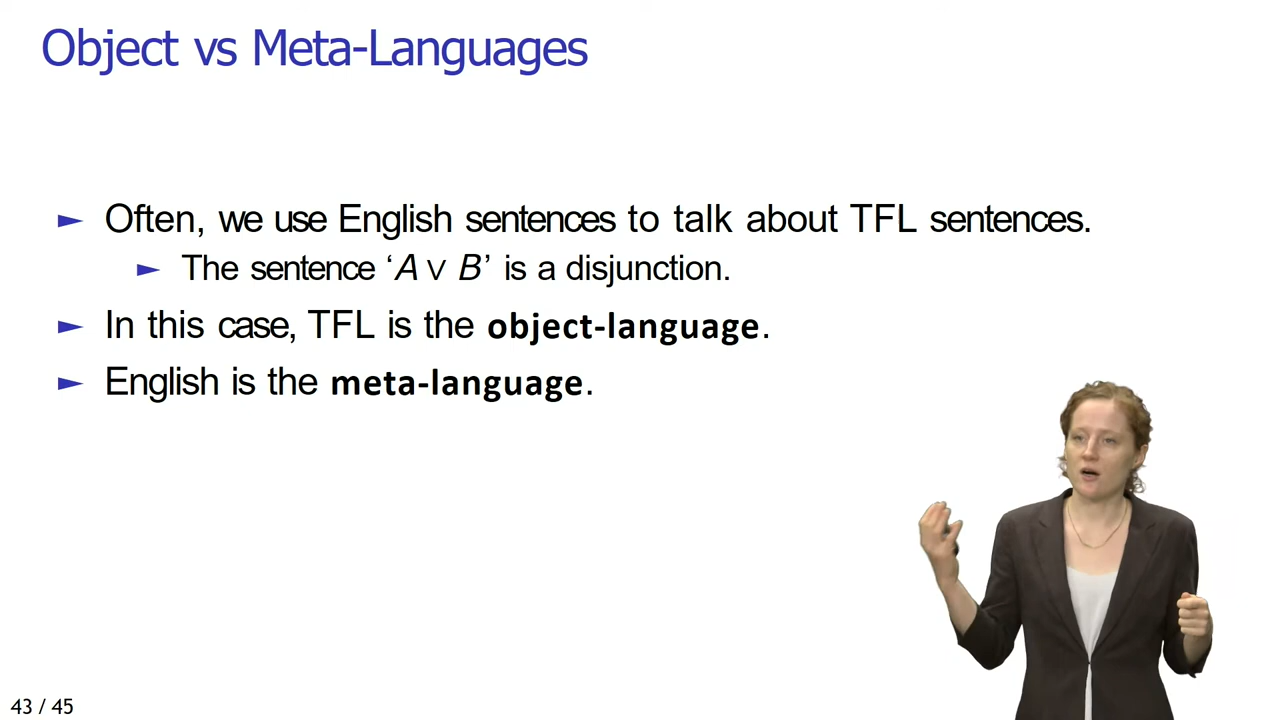 Object vs Meta-Languages
► Often, we use English sentences to talk about TFL sentences.
► The sentence ‘A ∨ B’ is a disjunction.
► In this case, TFL is the object-language.
► English is the meta-language.
43 / 45